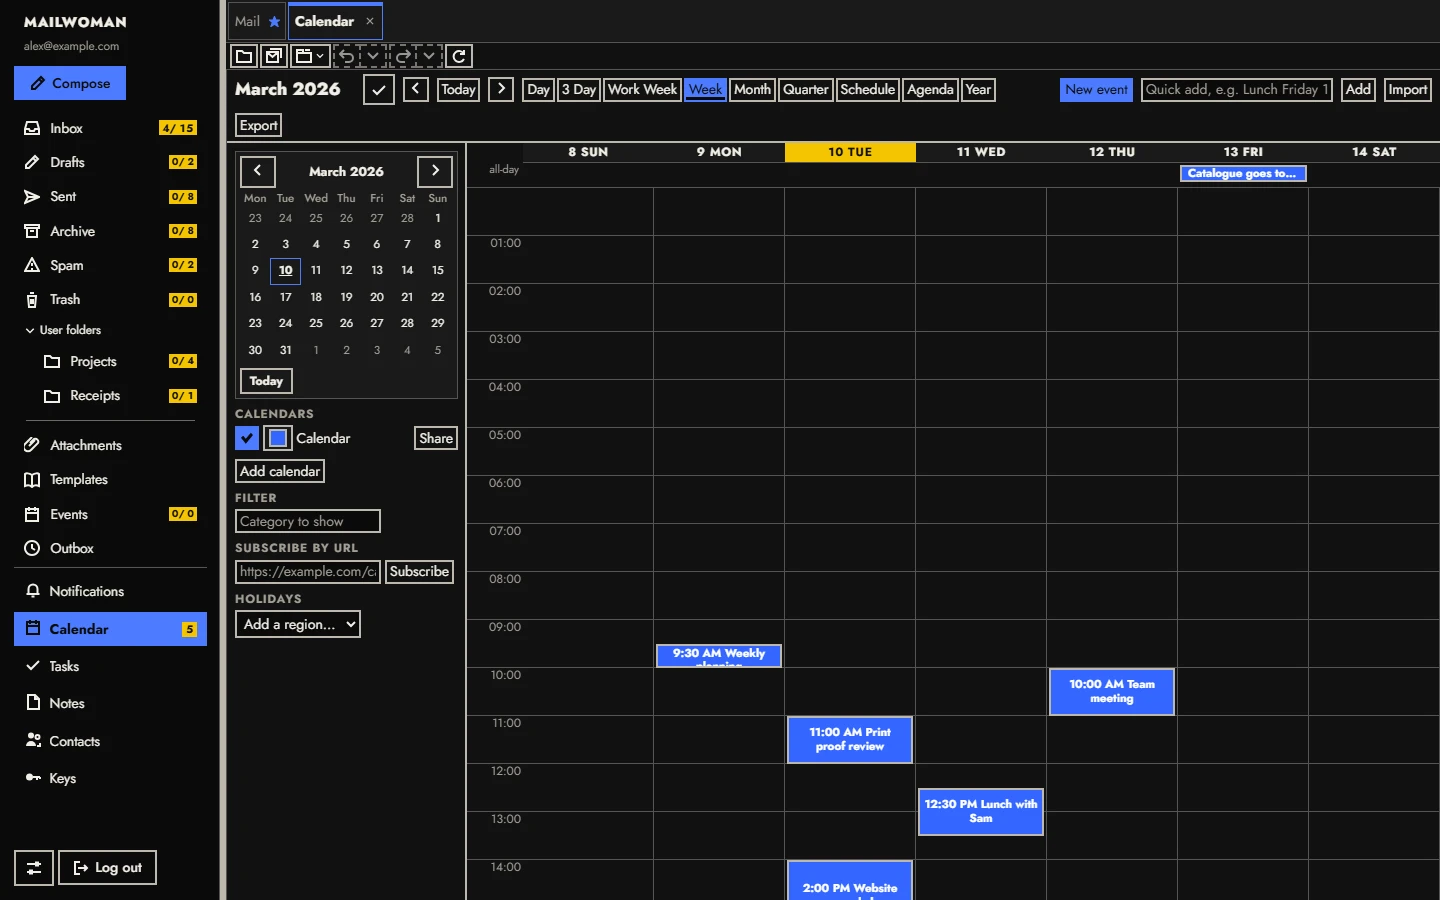 MAILWOMAN
alex@example.com
Compose
Inbox 4/ 15
Drafts 0/ 2
Sent 0/ 8
Archive 0/ 8
Spam 0/ 2
Trash 0/ 0
User folders
Projects 0/ 4
Receipts 0/ 1
Attachments
Templates
Events 0/ 0
Outbox
Notifications
Calendar 5
Tasks
Notes
Contacts
Keys
Log out
Mail
Calendar
March 2026
Today
Day
3 Day
Work Week
Week
Month
Quarter
Schedule
Agenda
Year
New event
Quick add, e.g. Lunch Friday 1
Add
Import
Export
March 2026
Mon Tue Wed Thu Fri Sat Sun
23 24 25 26 27 28 1
2 3 4 5 6 7 8
9 10 11 12 13 14 15
16 17 18 19 20 21 22
23 24 25 26 27 28 29
30 31 1 2 3 4 5
Today
CALENDARS
Calendar
Share
Add calendar
FILTER
Category to show
SUBSCRIBE BY URL
https://example.com/ca
Subscribe
HOLIDAYS
Add a region...
8 SUN 9 MON 10 TUE 11 WED 12 THU 13 FRI 14 SAT
all-day
Catalogue goes to...
01:00
02:00
03:00
04:00
05:00
06:00
07:00
08:00
09:00
9:30 AM Weekly
planning
10:00
10:00 AM Team
meeting
11:00
11:00 AM Print
proof review
12:00
12:30 PM Lunch with
Sam
13:00
14:00
2:00 PM Website